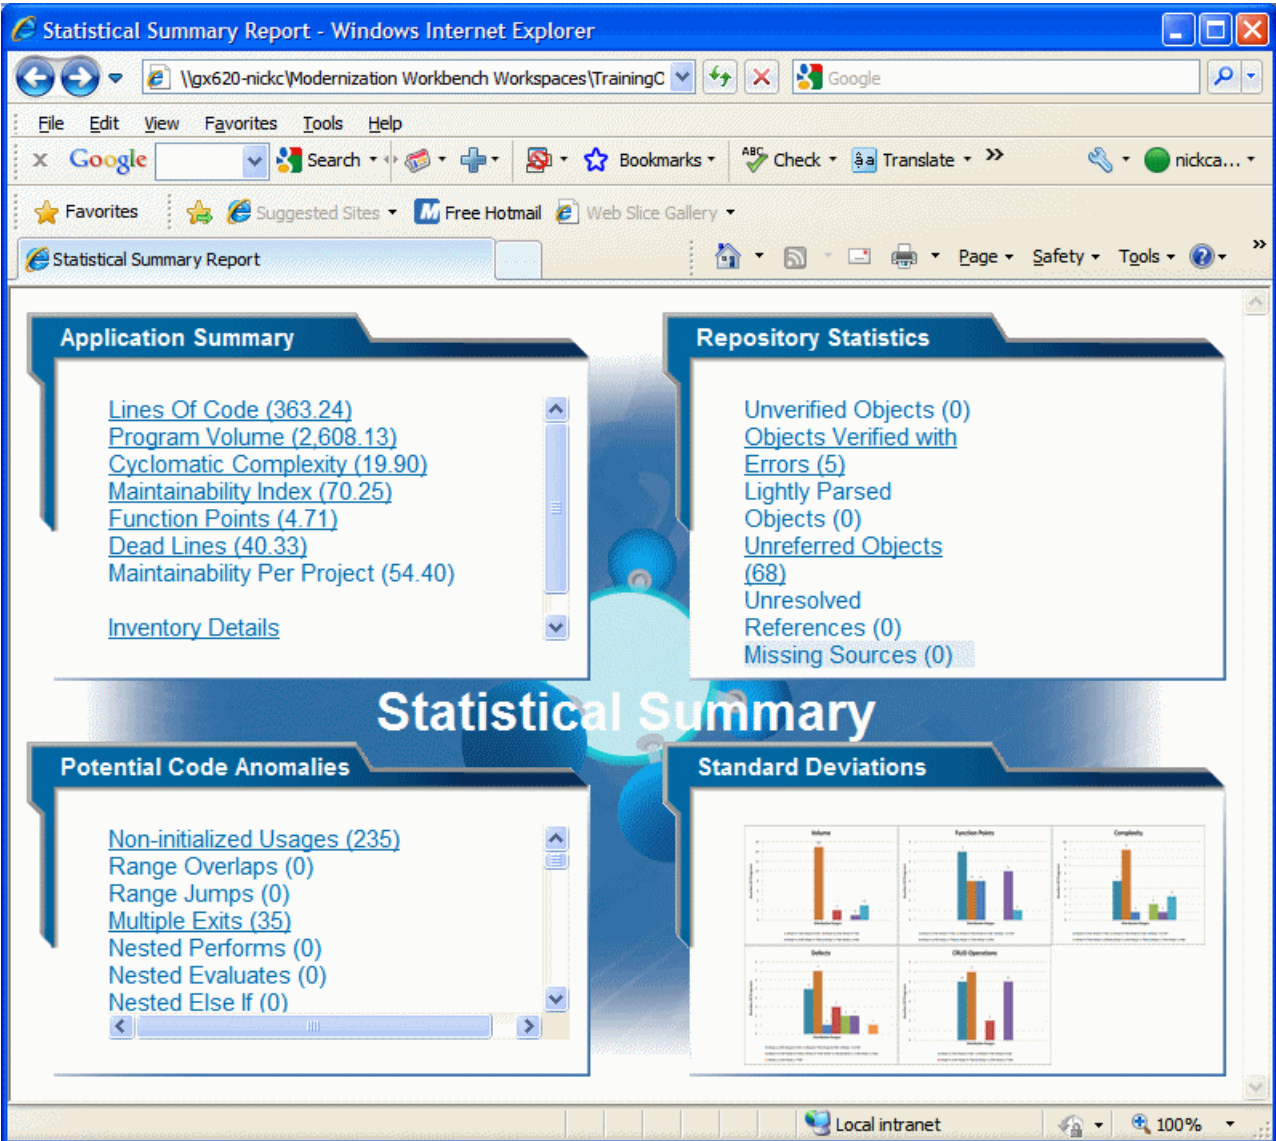 Statistical Summary Report - Windows Internet Explorer
\\gx620-nickc\Modernization Workbench Workspaces\TrainingC
Google
File Edit View Favorites Tools Help
x Google Search Bookmarks ABC Check ãa Translate » nickca...
Favorites Suggested Sites Free Hotmail Web Slice Gallery
Statistical Summary Report Page Safety Tools »
Application Summary
Lines Of Code (363.24)
Program Volume (2,608.13)
Cyclomatic Complexity (19.90)
Maintainability Index (70.25)
Function Points (4.71)
Dead Lines (40.33)
Maintainability Per Project (54.40)
Inventory Details
Repository Statistics
Unverified Objects (0)
Objects Verified with
Errors (5)
Lightly Parsed
Objects (0)
Unreferred Objects
(68)
Unresolved
References (0)
Missing Sources (0)
Statistical Summary
Potential Code Anomalies
Non-initialized Usages (235)
Range Overlaps (0)
Range Jumps (0)
Multiple Exits (35)
Nested Performs (0)
Nested Evaluates (0)
Nested Else If (0)
Standard Deviations
Volume
Function Points
Complexity
Defects
CRUD Operations
Local intranet 100%